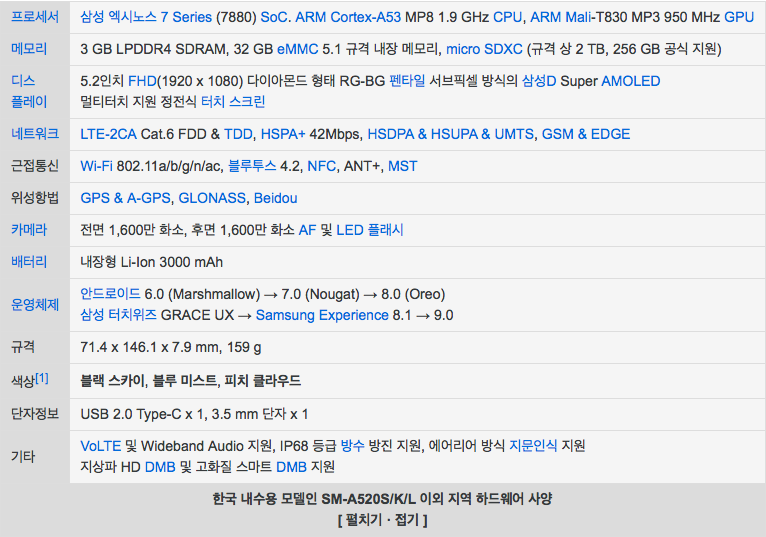 프로세서 삼성 엑시노스 7 Series (7880) SoC. ARM Cortex-A53 MP8 1.9 GHz CPU, ARM Mali-T830 MP3 950 MHz GPU
메모리 3 GB LPDDR4 SDRAM, 32 GB eMMC 5.1 규격 내장 메모리, micro SDXC (규격 상 2 TB, 256 GB 공식 지원)
디스
플레이
5.2인치 FHD(1920 x 1080) 다이아몬드 형태 RG-BG 펜타일 서브픽셀 방식의 삼성D Super AMOLED
멀티터치 지원 정전식 터치 스크린
네트워크 LTE-2CA Cat.6 FDD & TDD, HSPA+ 42Mbps, HSDPA & HSUPA & UMTS, GSM & EDGE
근접통신 Wi-Fi 802.11a/b/g/n/ac, 블루투스 4.2, NFC, ANT+, MST
위성항법 GPS & A-GPS, GLONASS, Beidou
카메라 전면 1,600만 화소, 후면 1,600만 화소 AF 및 LED 플래시
배터리 내장형 Li-Ion 3000 mAh
운영체제 안드로이드 6.0 (Marshmallow) → 7.0 (Nougat) → 8.0 (Oreo)
삼성 터치위즈 GRACE UX → Samsung Experience 8.1 → 9.0
규격 71.4 x 146.1 x 7.9 mm, 159 g
색상[1] 블랙 스카이, 블루 미스트, 피치 클라우드
단자정보 USB 2.0 Type-C x 1, 3.5 mm 단자 x 1
기타 VoLTE 및 Wideband Audio 지원, IP68 등급 방수 방진 지원, 에어리어 방식 지문인식 지원
지상파 HD DMB 및 고화질 스마트 DMB 지원
한국 내수용 모델인 SM-A520S/K/L 이외 지역 하드웨어 사양
[ 펼치기 · 접기 ]